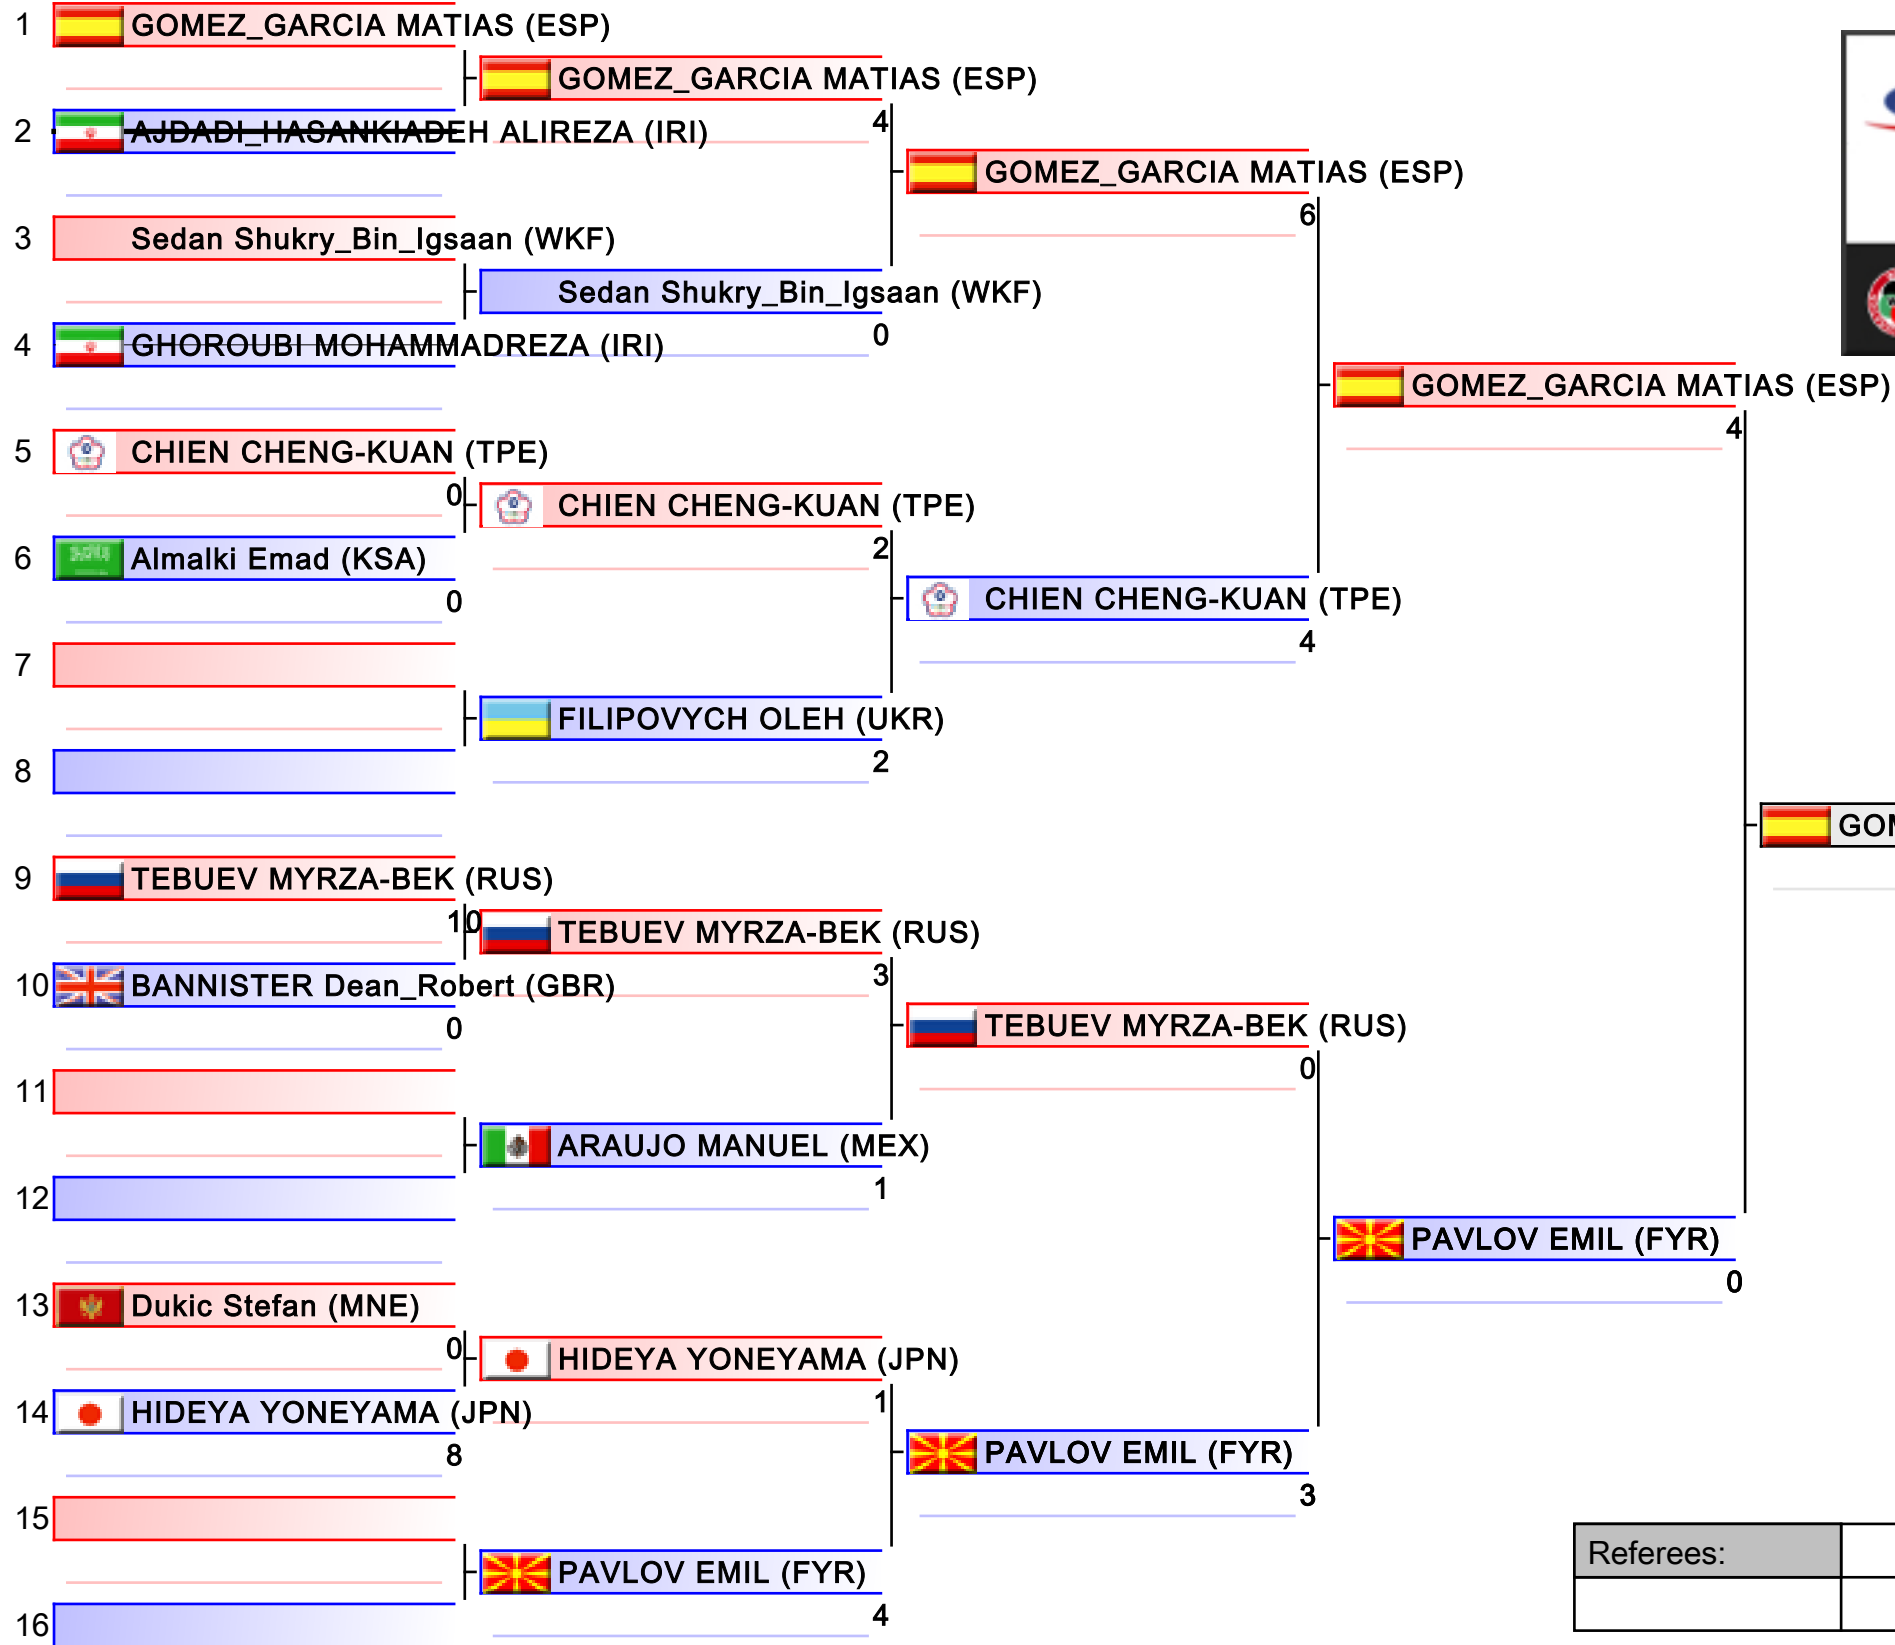 1 GOMEZ_GARCIA MATIAS (ESP)
GOMEZ_GARCIA MATIAS (ESP)
4
2 AJDADI_HASANKIADEH ALIREZA (IRI)
GOMEZ_GARCIA MATIAS (ESP)
6
3 Sedan Shukry_Bin_Igsaan (WKF)
Sedan Shukry_Bin_Igsaan (WKF)
0
4 GHOROUBI MOHAMMADREZA (IRI)
GOMEZ_GARCIA MATIAS (ESP)
4
5 CHIEN CHENG-KUAN (TPE)
0
CHIEN CHENG-KUAN (TPE)
2
6 Almalki Emad (KSA)
0
CHIEN CHENG-KUAN (TPE)
4
7
FILIPOVYCH OLEH (UKR)
2
8
9 TEBUEV MYRZA-BEK (RUS)
10
TEBUEV MYRZA-BEK (RUS)
3
10 BANNISTER Dean_Robert (GBR)
0
TEBUEV MYRZA-BEK (RUS)
0
11
ARAUJO MANUEL (MEX)
1
12
PAVLOV EMIL (FYR)
0
13 Dukic Stefan (MNE)
0
HIDEYA YONEYAMA (JPN)
1
14 HIDEYA YONEYAMA (JPN)
8
PAVLOV EMIL (FYR)
3
15
PAVLOV EMIL (FYR)
4
16
Referees: